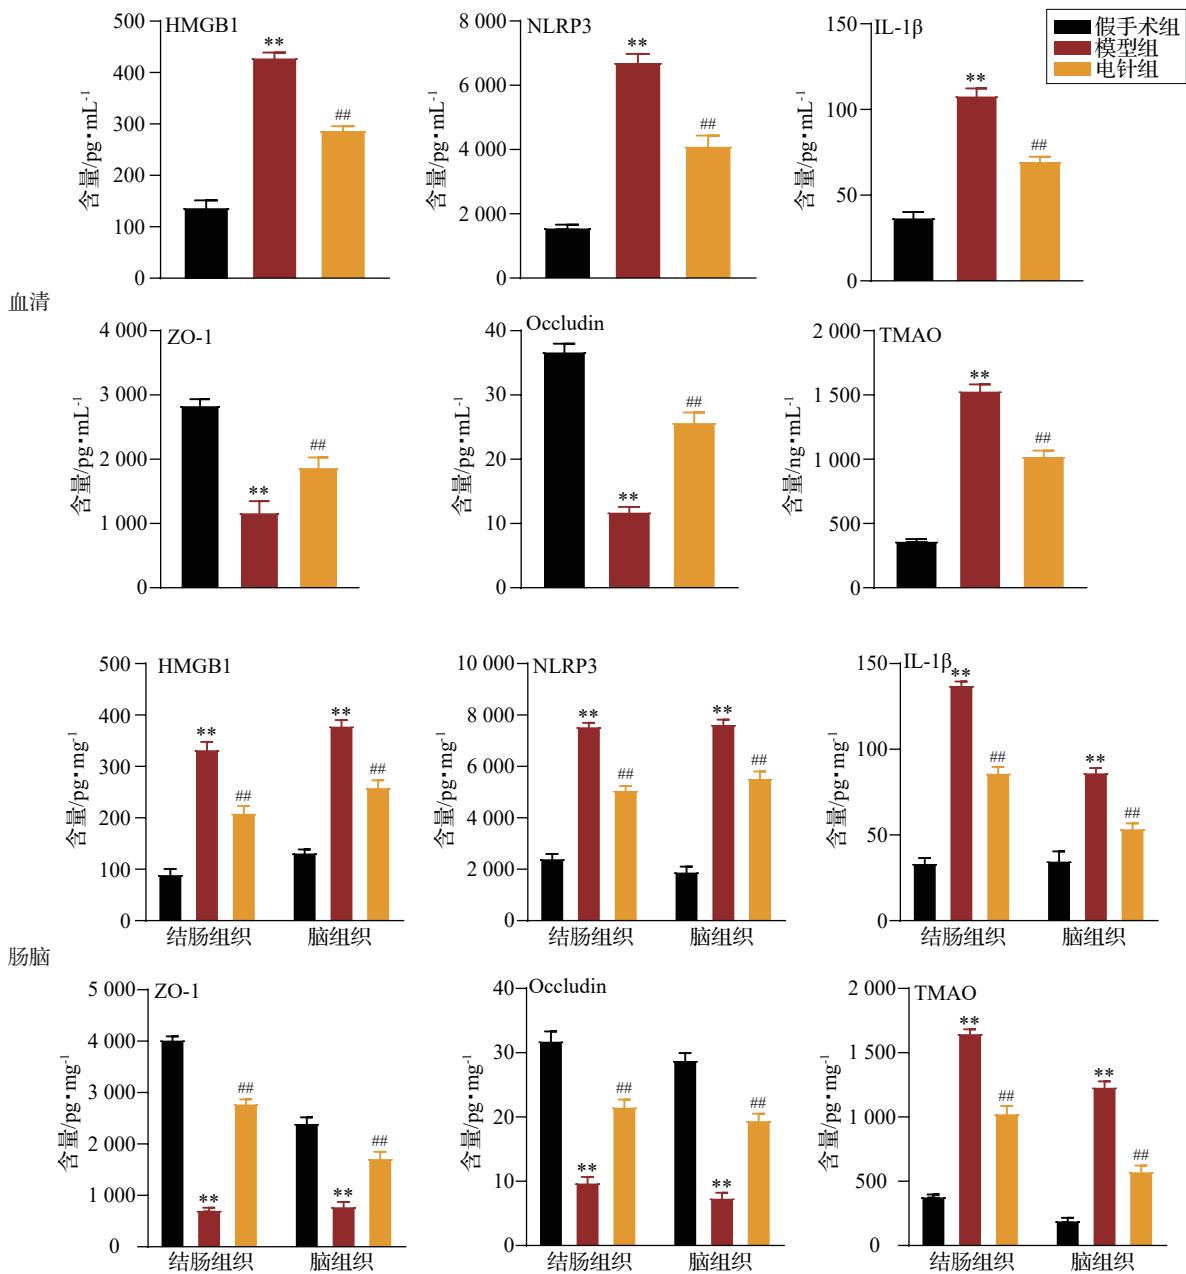 假手术组
模型组
电针组
血清
HMGB1
含量/pg·mL⁻¹
500
400
300
200
100
0
**
##
NLRP3
含量/pg·mL⁻¹
8 000
6 000
4 000
2 000
0
**
##
IL-1β
含量/pg·mL⁻¹
150
100
50
0
**
##
ZO-1
含量/pg·mL⁻¹
4 000
3 000
2 000
1 000
0
**
##
Occludin
含量/pg·mL⁻¹
40
30
20
10
0
**
##
TMAO
含量/ng·mL⁻¹
2 000
1 500
1 000
500
0
**
##
肠脑
HMGB1
含量/pg·mg⁻¹
500
400
300
200
100
0
**
##
**
##
结肠组织 脑组织
NLRP3
含量/pg·mg⁻¹
10 000
8 000
6 000
4 000
2 000
0
**
##
**
##
结肠组织 脑组织
IL-1β
含量/pg·mg⁻¹
150
100
50
0
**
##
**
##
结肠组织 脑组织
ZO-1
含量/pg·mg⁻¹
5 000
4 000
3 000
2 000
1 000
0
**
##
**
##
结肠组织 脑组织
Occludin
含量/pg·mg⁻¹
40
30
20
10
0
**
##
**
##
结肠组织 脑组织
TMAO
含量/pg·mg⁻¹
2 000
1 500
1 000
500
0
**
##
**
##
结肠组织 脑组织